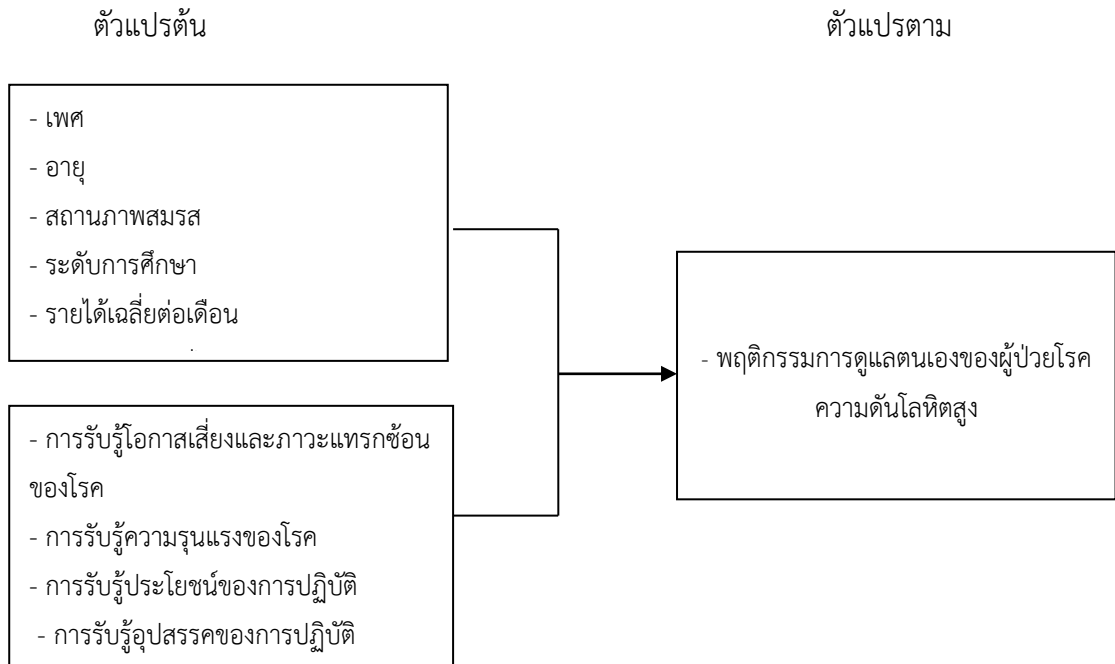 ตัวแปรต้น
ตัวแปรตาม
- เพศ
- อายุ
- สถานภาพสมรส
- ระดับการศึกษา
- รายได้เฉลี่ยต่อเดือน
- การรับรู้โอกาสเสี่ยงและภาวะแทรกซ้อน
ของโรค
- การรับรู้ความรุนแรงของโรค
- การรับรู้ประโยชน์ของการปฏิบัติ
- การรับรู้อุปสรรคของการปฏิบัติ
- พฤติกรรมการดูแลตนเองของผู้ป่วยโรค
ความดันโลหิตสูง